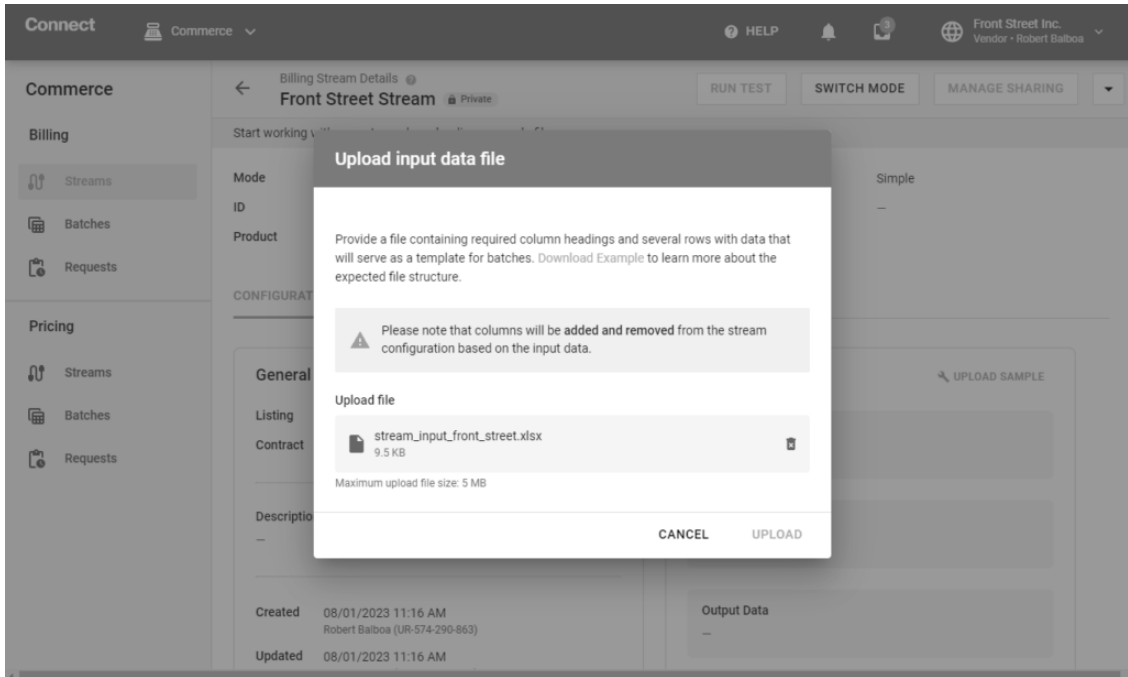 Connect
Commerce
HELP
3
Front Street Inc.
Vendor • Robert Balboa
Commerce
Billing
Streams
Batches
Requests
Pricing
Streams
Batches
Requests
Billing Stream Details
Front Street Stream Private
RUN TEST
SWITCH MODE
MANAGE SHARING
Start working
Mode
ID
Product
Simple
—
CONFIGURAT
Upload input data file
Provide a file containing required column headings and several rows with data that
will serve as a template for batches. Download Example to learn more about the
expected file structure.
Please note that columns will be added and removed from the stream
configuration based on the input data.
Upload file
stream_input_front_street.xlsx
9.5 KB
Maximum upload file size: 5 MB
CANCEL
UPLOAD
General
Listing
Contract
Descriptio
—
Created 08/01/2023 11:16 AM
Robert Balboa (UR-574-290-863)
Updated 08/01/2023 11:16 AM
UPLOAD SAMPLE
Output Data
—